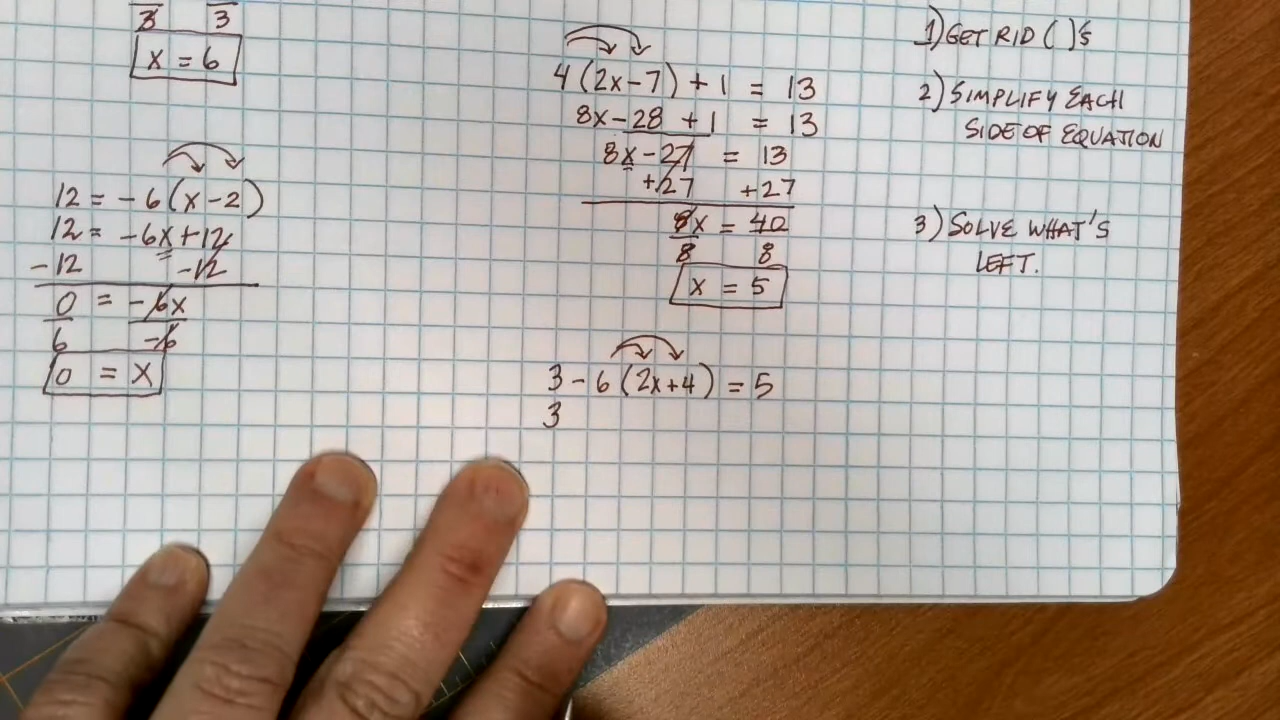 3 3
x = 6
12 = -6(x-2)
12 = -6x+12
-12 -12
0 = -6x
6 -6
0 = x
4(2x-7)+1 = 13
8x-28 +1 = 13
8x-27 = 13
+27 +27
8x = 40
8 8
x = 5
3-6(2x+4) = 5
3
1) GET RID ( )'s
2) SIMPLIFY EACH
SIDE OF EQUATION
3) SOLVE WHAT'S
LEFT.